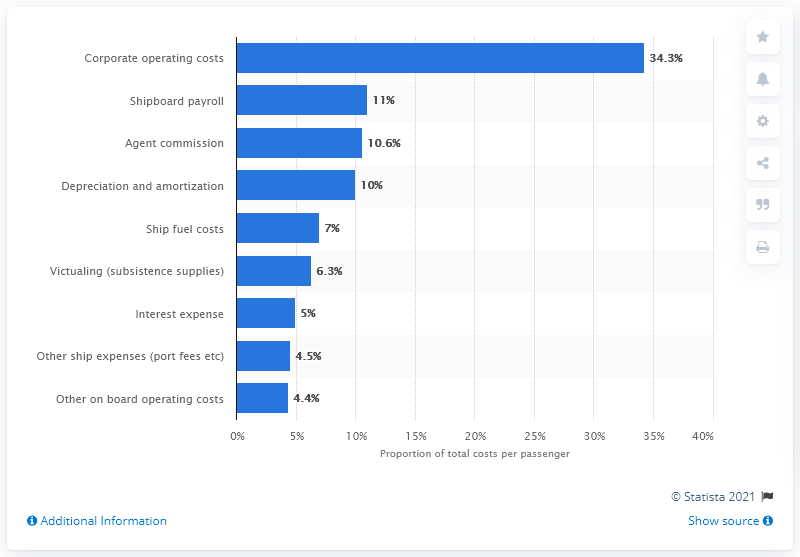 Corporate operating costs 34.3%
Shipboard payroll 11%
Agent commission 10.6%
Depreciation and amortization 10%
Ship fuel costs 7%
Victualing (subsistence supplies) 6.3%
Interest expense 5%
Other ship expenses (port fees etc) 4.5%
Other on board operating costs 4.4%
0% 5% 10% 15% 20% 25% 30% 35% 40%
Proportion of total costs per passenger
© Statista 2021
Additional Information Show source